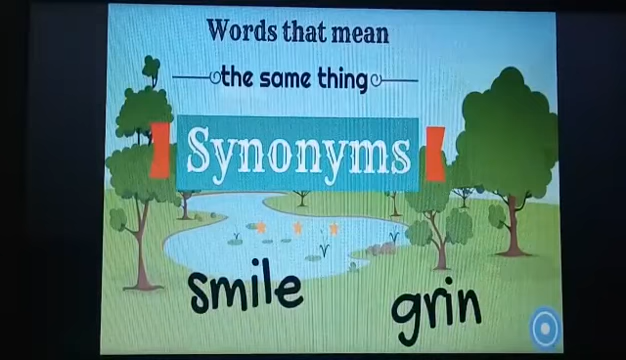 Words that mean
the same thing
Synonyms
smile
grin